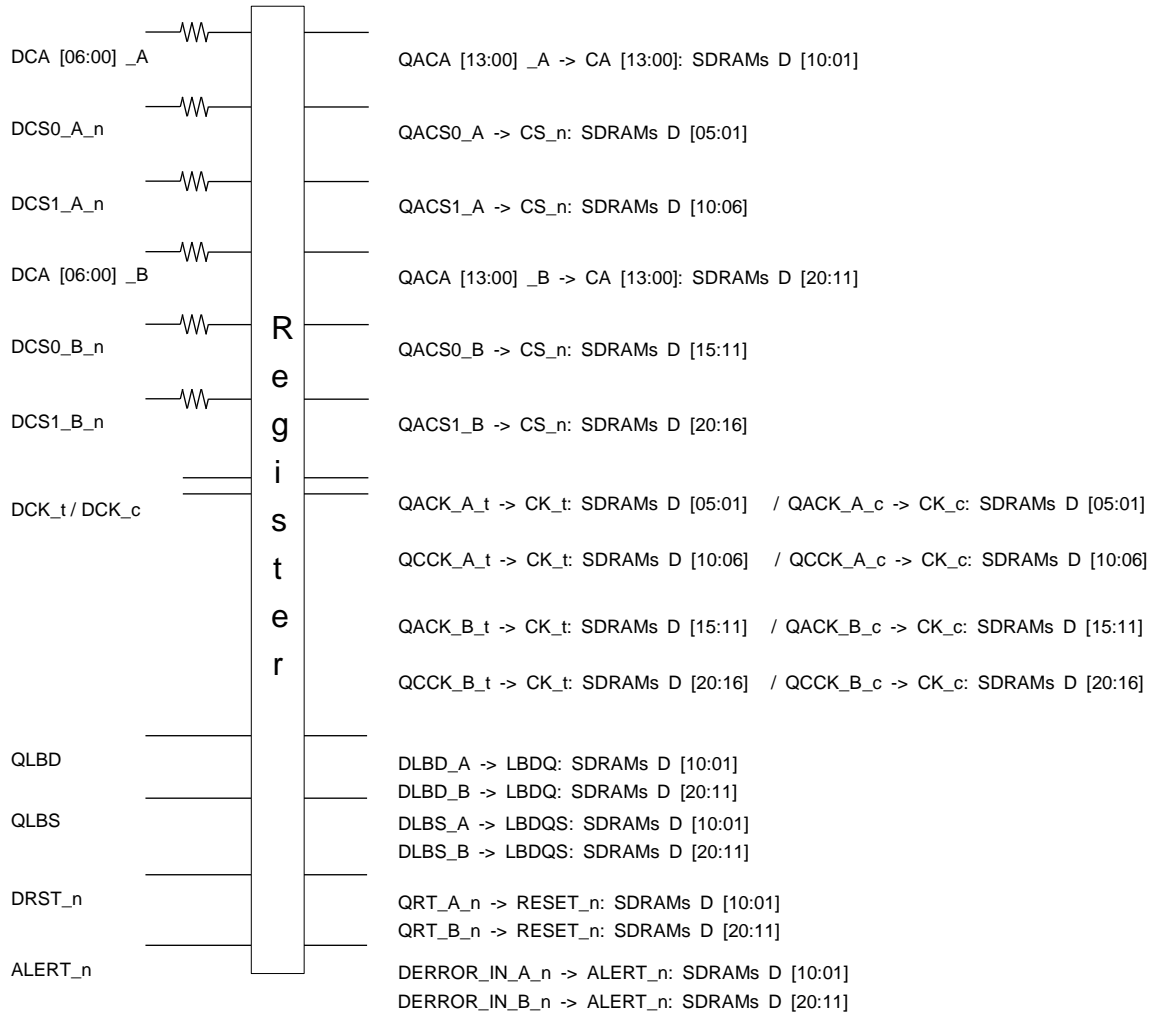 DCA [06:00] _A
QACA [13:00] _A -> CA [13:00]: SDRAMs D [10:01]
DCS0_A_n
QACS0_A -> CS_n: SDRAMs D [05:01]
DCS1_A_n
QACS1_A -> CS_n: SDRAMs D [10:06]
DCA [06:00] _B
QACA [13:00] _B -> CA [13:00]: SDRAMs D [20:11]
Register
DCS0_B_n
QACS0_B -> CS_n: SDRAMs D [15:11]
DCS1_B_n
QACS1_B -> CS_n: SDRAMs D [20:16]
DCK_t / DCK_c
QACK_A_t -> CK_t: SDRAMs D [05:01] / QACK_A_c -> CK_c: SDRAMs D [05:01]
QCCK_A_t -> CK_t: SDRAMs D [10:06] / QCCK_A_c -> CK_c: SDRAMs D [10:06]
QACK_B_t -> CK_t: SDRAMs D [15:11] / QACK_B_c -> CK_c: SDRAMs D [15:11]
QCCK_B_t -> CK_t: SDRAMs D [20:16] / QCCK_B_c -> CK_c: SDRAMs D [20:16]
QLBD
DLBD_A -> LBDQ: SDRAMs D [10:01]
DLBD_B -> LBDQ: SDRAMs D [20:11]
QLBS
DLBS_A -> LBDQS: SDRAMs D [10:01]
DLBS_B -> LBDQS: SDRAMs D [20:11]
DRST_n
QRT_A_n -> RESET_n: SDRAMs D [10:01]
QRT_B_n -> RESET_n: SDRAMs D [20:11]
ALERT_n
DERROR_IN_A_n -> ALERT_n: SDRAMs D [10:01]
DERROR_IN_B_n -> ALERT_n: SDRAMs D [20:11]